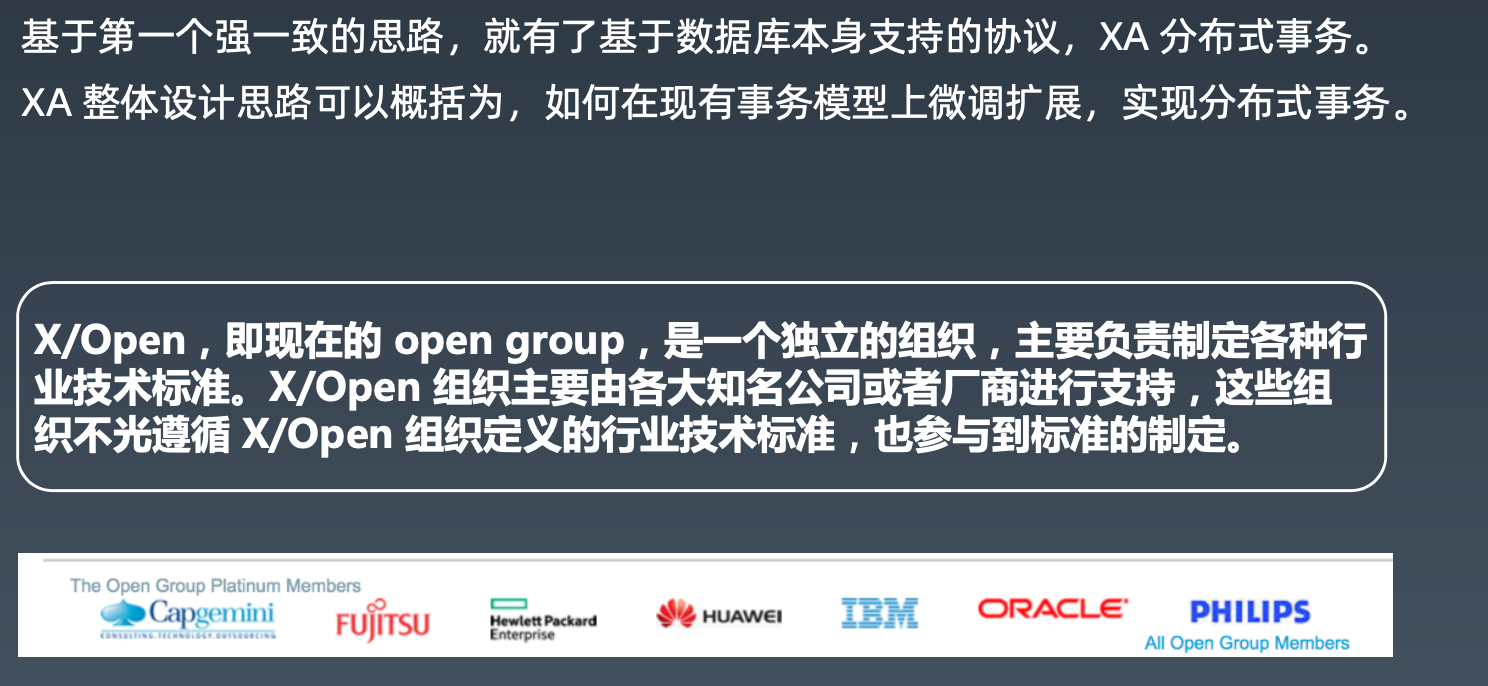 基于第一个强一致的思路，就有了基于数据库本身支持的协议，XA 分布式事务。
XA 整体设计思路可以概括为，如何在现有事务模型上微调扩展，实现分布式事务。
X/Open，即现在的 open group，是一个独立的组织，主要负责制定各种行
业技术标准。X/Open 组织主要由各大知名公司或者厂商进行支持，这些组
织不光遵循 X/Open 组织定义的行业技术标准，也参与到标准的制定。
The Open Group Platinum Members
Capgemini
CONSULTING.TECHNOLOGY.OUTSOURCING
FUJITSU
Hewlett Packard
Enterprise
HUAWEI
IBM
ORACLE
PHILIPS
All Open Group Members